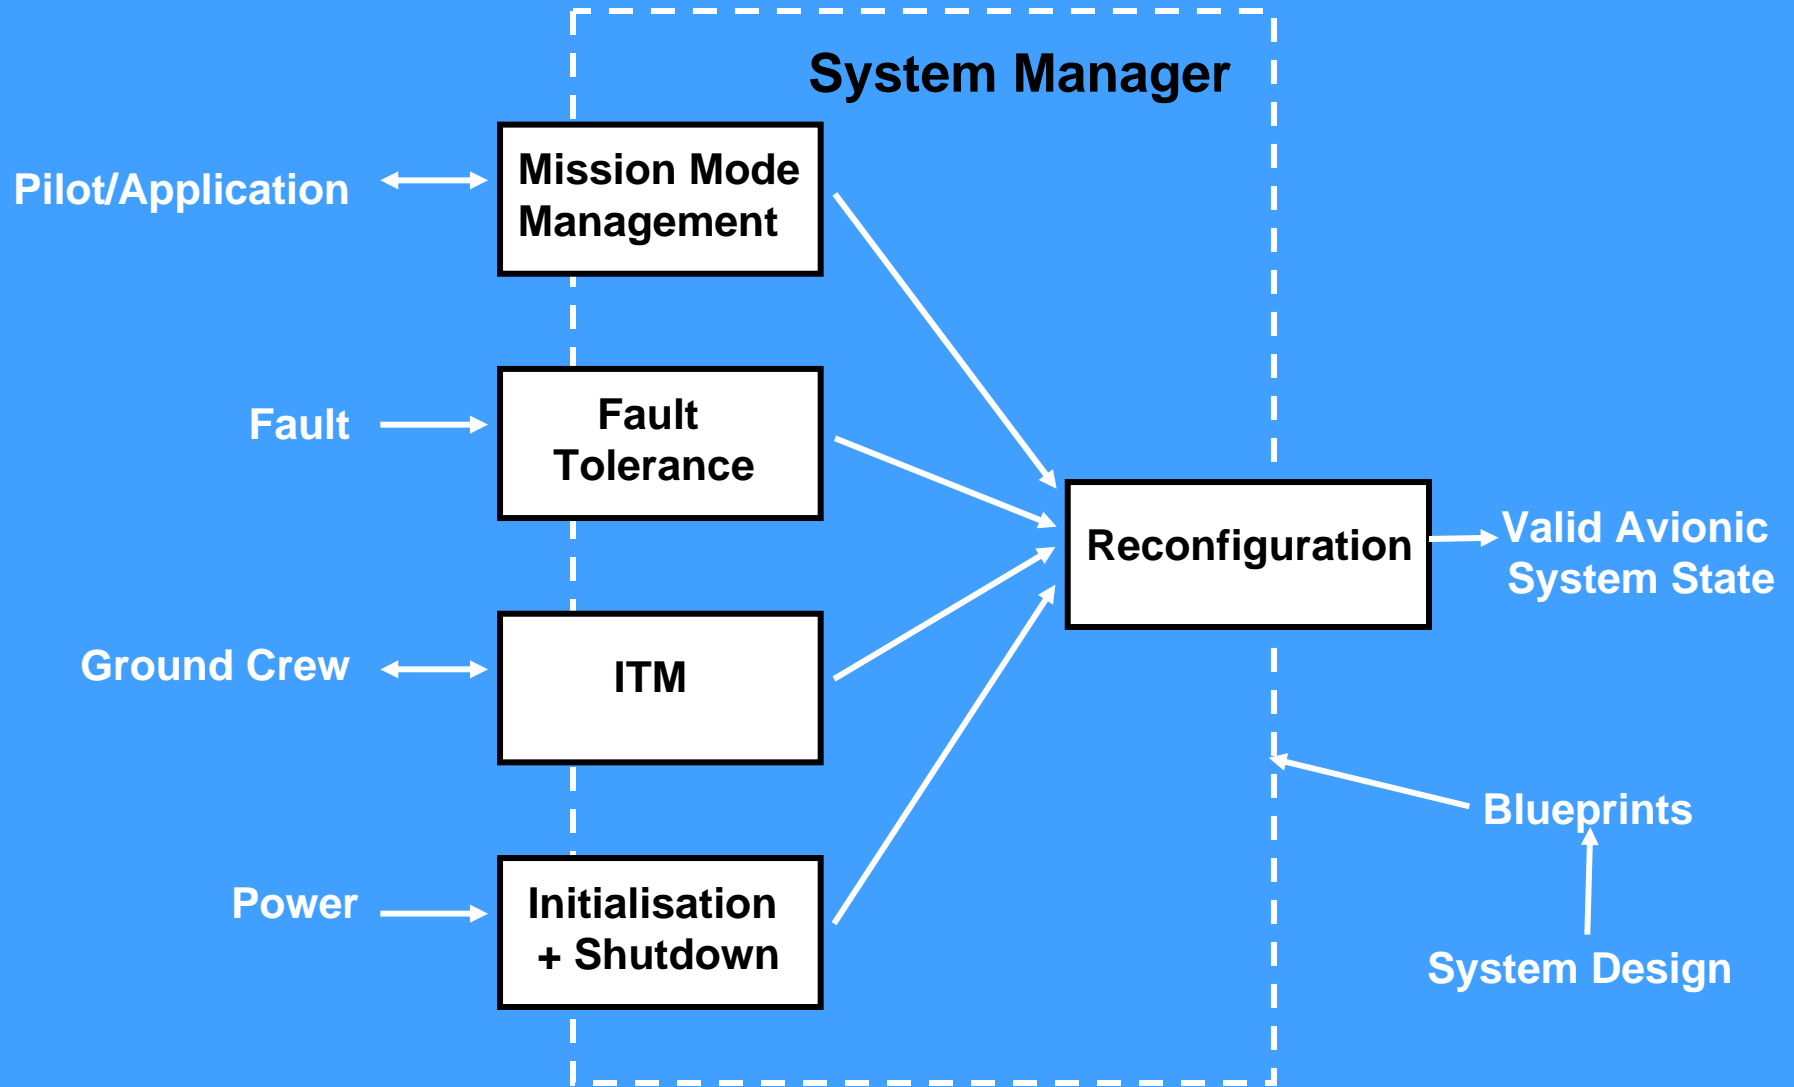 System Manager
Pilot/Application
Mission Mode
Management
Fault
Fault
Tolerance
Reconfiguration
Valid Avionic
System State
Ground Crew
ITM
Blueprints
Power
Initialisation
+ Shutdown
System Design